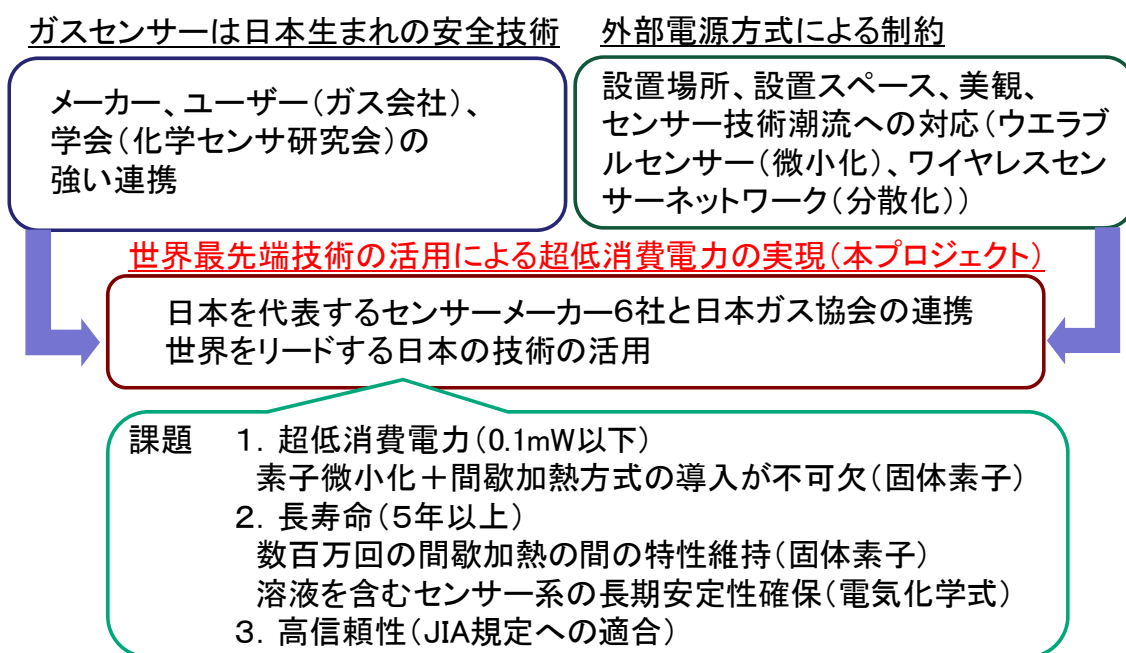 ガスセンサーは日本生まれの安全技術
メーカー、ユーザー(ガス会社)、
学会(化学センサ研究会)の
強い連携
外部電源方式による制約
設置場所、設置スペース、美観、
センサー技術潮流への対応(ウエラブ
ルセンサー(微小化)、ワイヤレスセン
サーネットワーク(分散化))
世界最先端技術の活用による超低消費電力の実現(本プロジェクト)
日本を代表するセンサーメーカー6社と日本ガス協会の連携
世界をリードする日本の技術の活用
課題 1. 超低消費電力(0.1mW以下)
素子微小化+間歇加熱方式の導入が不可欠(固体素子)
2. 長寿命(5年以上)
数百万回の間歇加熱の間の特性維持(固体素子)
溶液を含むセンサー系の長期安定性確保(電気化学式)
3. 高信頼性(JIA規定への適合)